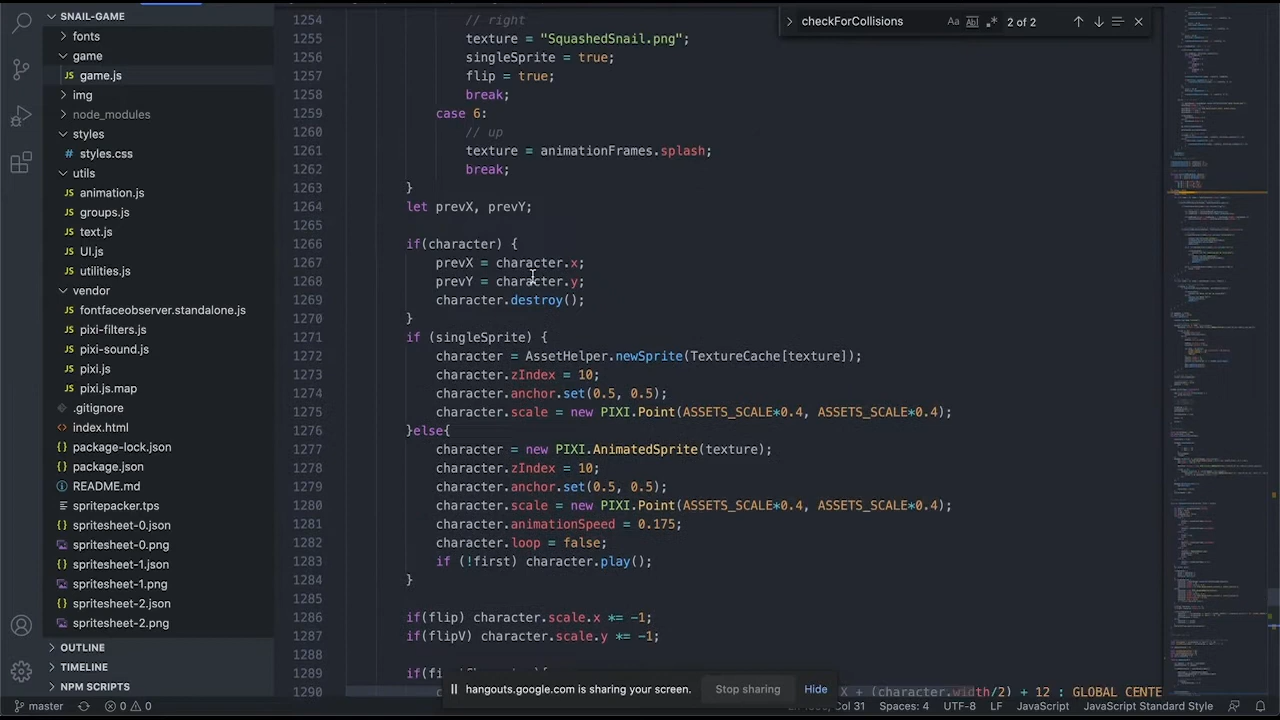 SNAIL-GAME
fonts
game
game.js
img
node_modules
styles
styles.css
utils
animation.js
groups.js
tools.js
ui.js
utilities.js
vendor
fontfaceobserver.standalone.js
pixi-filters.js
pixi-sound.js
pixi.js
pixi.js.map
.gitignore
index.html
package-lock.json
package.json
README.md
spritesheet.tps
spritesheet-0.json
spritesheet-0.png
spritesheet-1.json
spritesheet-1.png
spritesheet-2.json
spritesheet-2.png
OUTLINE
TIMELINE
NPM SCRIPTS
checkForCollisions
Ab
2 of 2
1254 // right
1255 texture = "SquashedSnail.png";
1256 singleSprite = true;
1257 flip = true;
1258 break;
1259 case 6:
1260
1261 texture = animationFrames.splash;
1262 break;
1263 }
1264 let prevX, prevY;
1265
1266 if(character
1267 prevX = character.x;
1268 prevY =
1269 character.destroy();
1270 }
1271 if (singleSprite) {
1272 character = AssetHelper.newSprite(TextureCache[texture]);
1273 character.zIndex = 10;
1274 character.anchor.set(0.5, 0.5);
1275 character.scale = new PIXI.Point(ASSETS_SCALE*0.4, ASSETS_SCALE*0.4);
1276 }else{
1277 character = new PIXI.AnimatedSprite(texture);
1278 character.zIndex = 10;
1279 character.anchor.set(0.5, 0.5);
1280 character.scale = new PIXI.Point(ASSETS_SCALE*0.4, ASSETS_SCALE*0.4);
1281 character.animationSpeed = 0.175;
1282 character.loop = false;
1283 if (!first) character.play();
1284 }
1285
1286 if(flip) character.scale.x *= -1;
1287 if(flipV) character.scale.y *= -1;
1288
1289
1290 + (character.width/2) + 12 : GLOBAL_CENTE
hangouts.google.com is sharing your screen.
Stop sharing
Hide
master
0
0
Col 31
Spaces: 4
UTF-8
LF
JavaScript
JavaScript Standard Style